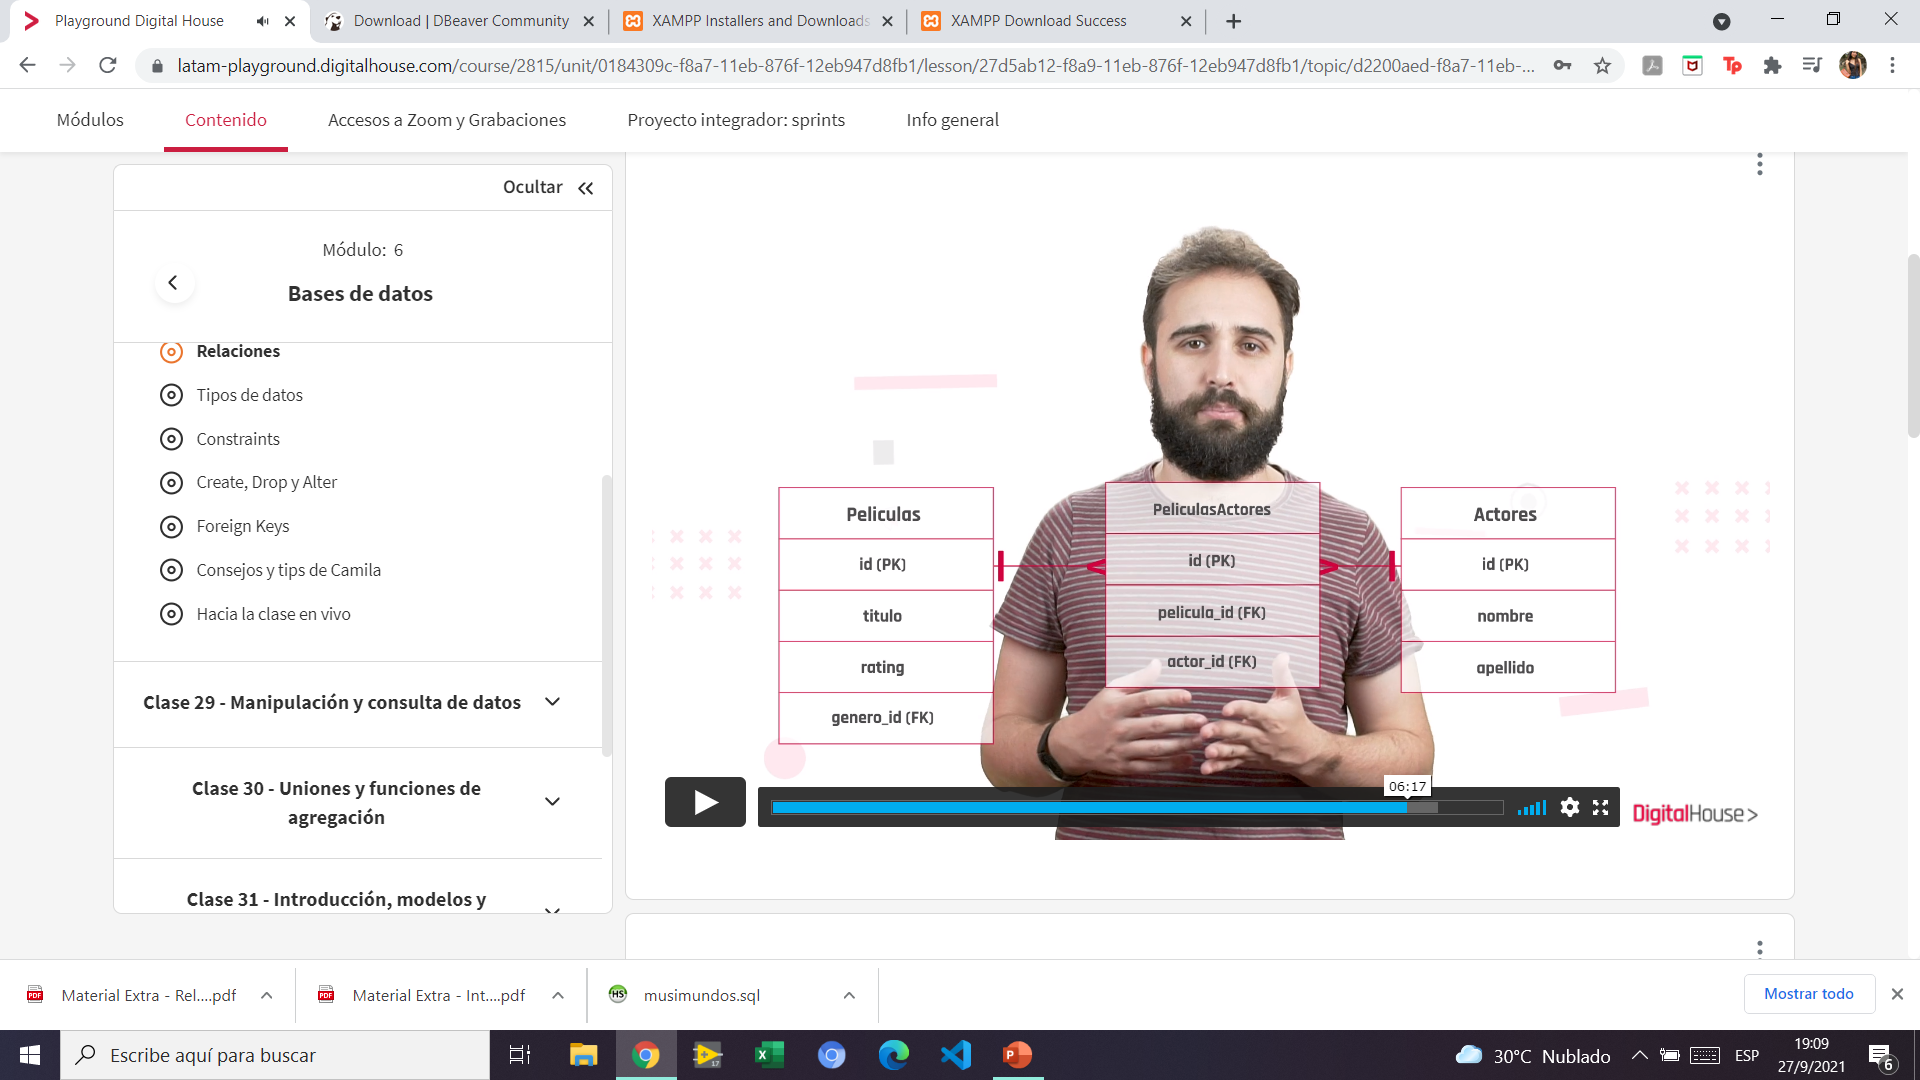 Playground Digital House
Download | DBeaver Community
XAMPP Installers and Downloads
XAMPP Download Success
latam-playground.digitalhouse.com/course/2815/unit/0184309c-f8a7-11eb-876f-12eb947d8fb1/lesson/27d5ab12-f8a9-11eb-876f-12eb947d8fb1/topic/d2200aed-f8a7-11eb-...
Módulos
Contenido
Accesos a Zoom y Grabaciones
Proyecto integrador: sprints
Info general
Ocultar
Módulo: 6
Bases de datos
Relaciones
Tipos de datos
Constraints
Create, Drop y Alter
Foreign Keys
Consejos y tips de Camila
Hacia la clase en vivo
Clase 29 - Manipulación y consulta de datos
Clase 30 - Uniones y funciones de
agregación
Clase 31 - Introducción, modelos y
Peliculas
id (PK)
titulo
rating
genero_id (FK)
PeliculasActores
id (PK)
pelicula_id (FK)
actor_id (FK)
Actores
id (PK)
nombre
apellido
06:17
DigitalHouse>
Material Extra - Rel....pdf
Material Extra - Int....pdf
musimundos.sql
Mostrar todo
Escribe aquí para buscar
30°C Nublado
ESP
19:09
27/9/2021
6